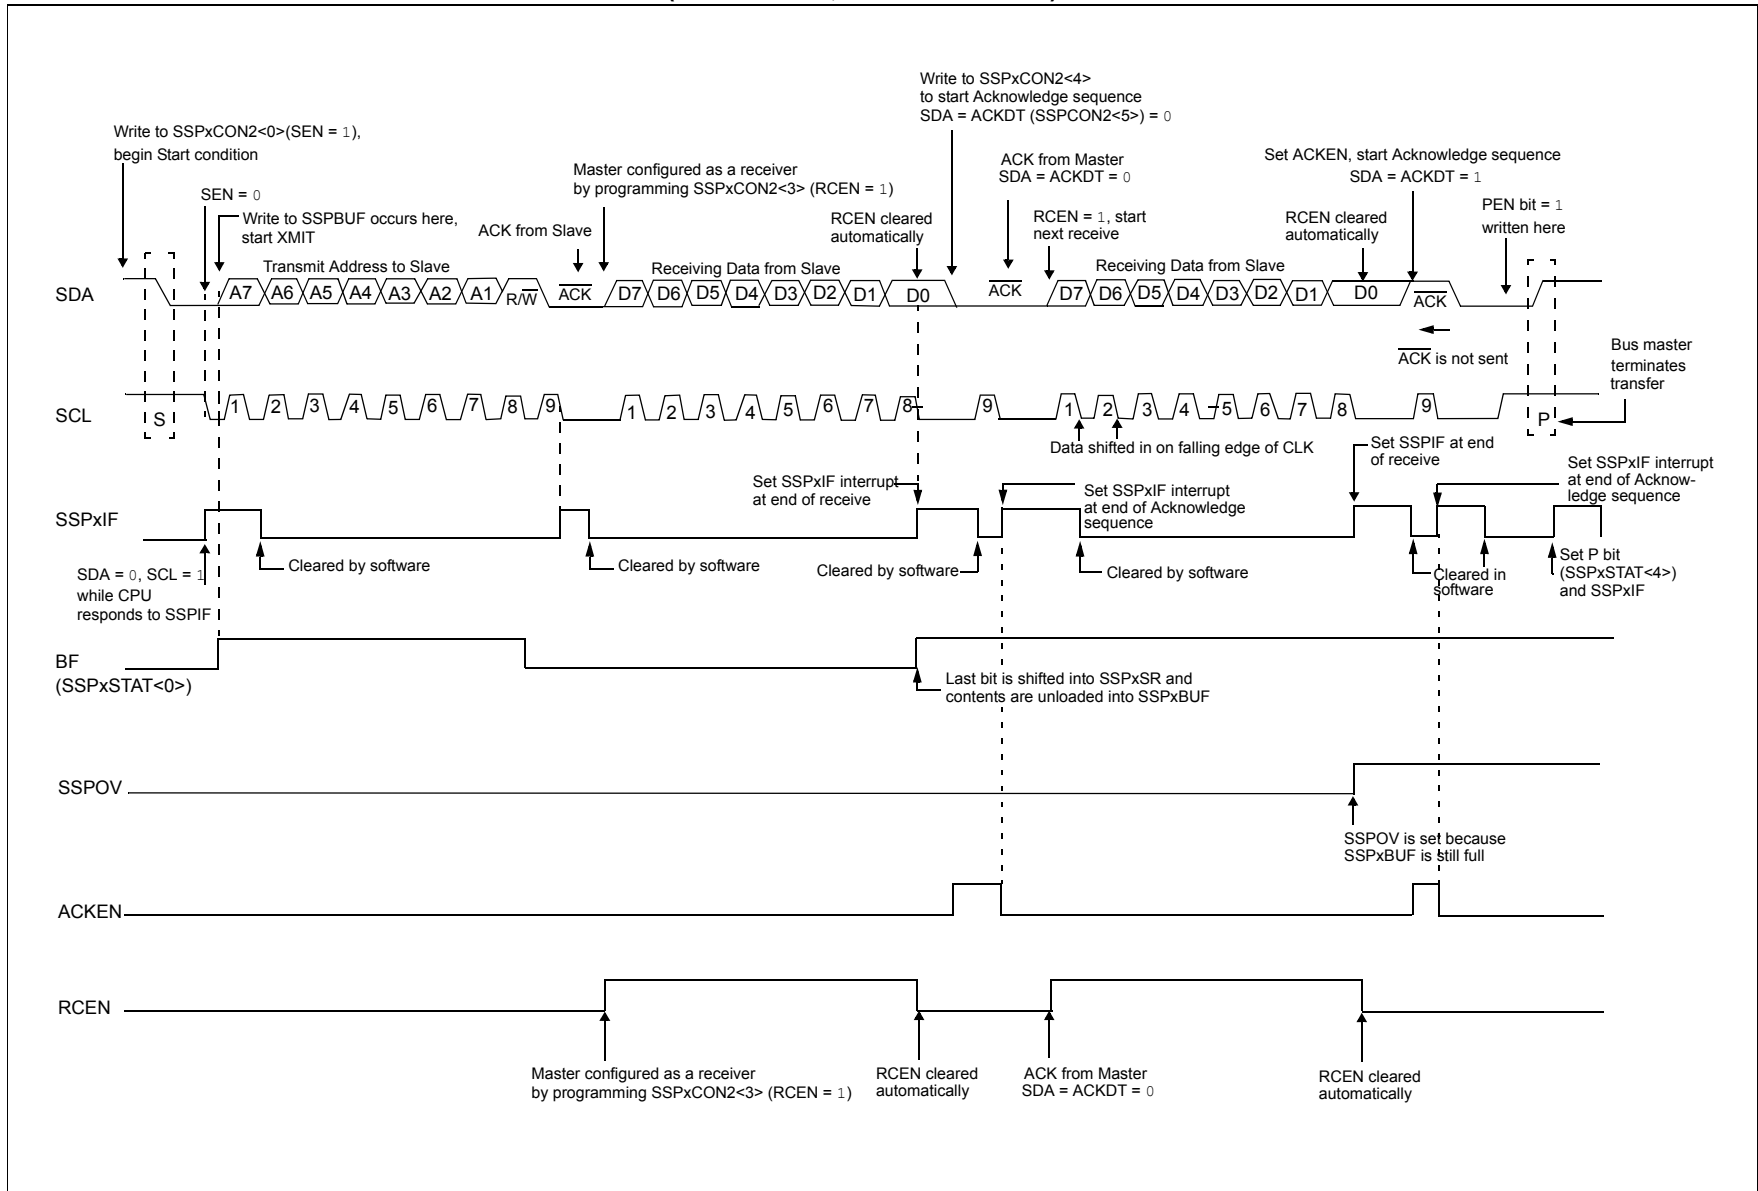 Write to SSPxCON2<4>
to start Acknowledge sequence
SDA = ACKDT (SSPCON2<5>) = 0
Write to SSPxCON2<0>(SEN = 1),
begin Start condition
SEN = 0
Write to SSPBUF occurs here,
start XMIT
ACK from Slave
Master configured as a receiver
by programming SSPxCON2<3> (RCEN = 1)
RCEN cleared
automatically
ACK from Master
SDA = ACKDT = 0
RCEN = 1, start
next receive
Set ACKEN, start Acknowledge sequence
SDA = ACKDT = 1
RCEN cleared
automatically
PEN bit = 1
written here
Transmit Address to Slave
Receiving Data from Slave
Receiving Data from Slave
SDA
A7 A6 A5 A4 A3 A2 A1 R/W ACK D7 D6 D5 D4 D3 D2 D1 D0 ACK D7 D6 D5 D4 D3 D2 D1 D0 ACK
ACK is not sent
Bus master
terminates
transfer
SCL
S 1 2 3 4 5 6 7 8 9 1 2 3 4 5 6 7 8 9 1 2 3 4 5 6 7 8 9 P
Data shifted in on falling edge of CLK
Set SSPIF at end
of receive
Set SSPxIF interrupt
at end of receive
Set SSPxIF interrupt
at end of Acknowledge
sequence
Set SSPxIF interrupt
at end of Acknow-
ledge sequence
SSPxIF
SDA = 0, SCL = 1
while CPU
responds to SSPIF
Cleared by software
Cleared by software
Cleared by software
Cleared by software
Cleared in
software
Set P bit
(SSPxSTAT<4>)
and SSPxIF
BF
(SSPxSTAT<0>)
Last bit is shifted into SSPxSR and
contents are unloaded into SSPxBUF
SSPOV
SSPOV is set because
SSPxBUF is still full
ACKEN
RCEN
Master configured as a receiver
by programming SSPxCON2<3> (RCEN = 1)
RCEN cleared
automatically
ACK from Master
SDA = ACKDT = 0
RCEN cleared
automatically